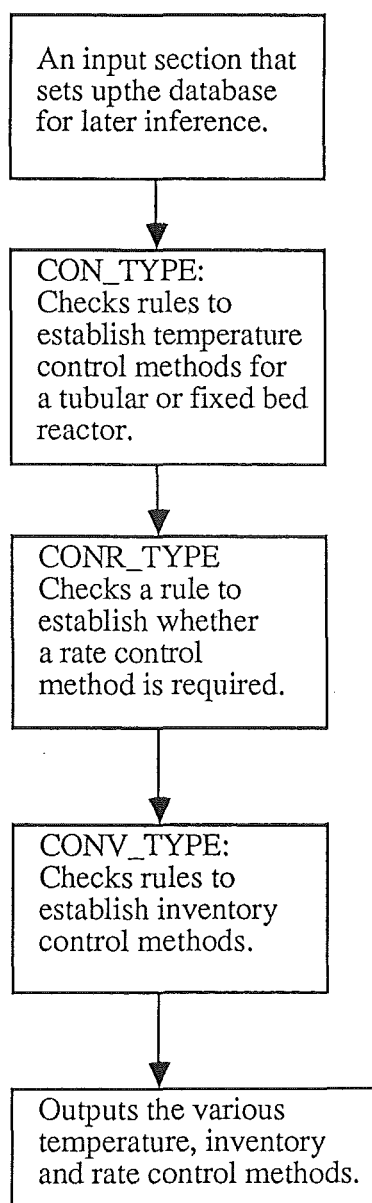 An input section that
sets upthe database
for later inference.
CON_TYPE:
Checks rules to
establish temperature
control methods for
a tubular or fixed bed
reactor.
CONR_TYPE
Checks a rule to
establish whether
a rate control
method is required.
CONV_TYPE:
Checks rules to
establish inventory
control methods.
Outputs the various
temperature, inventory
and rate control methods.